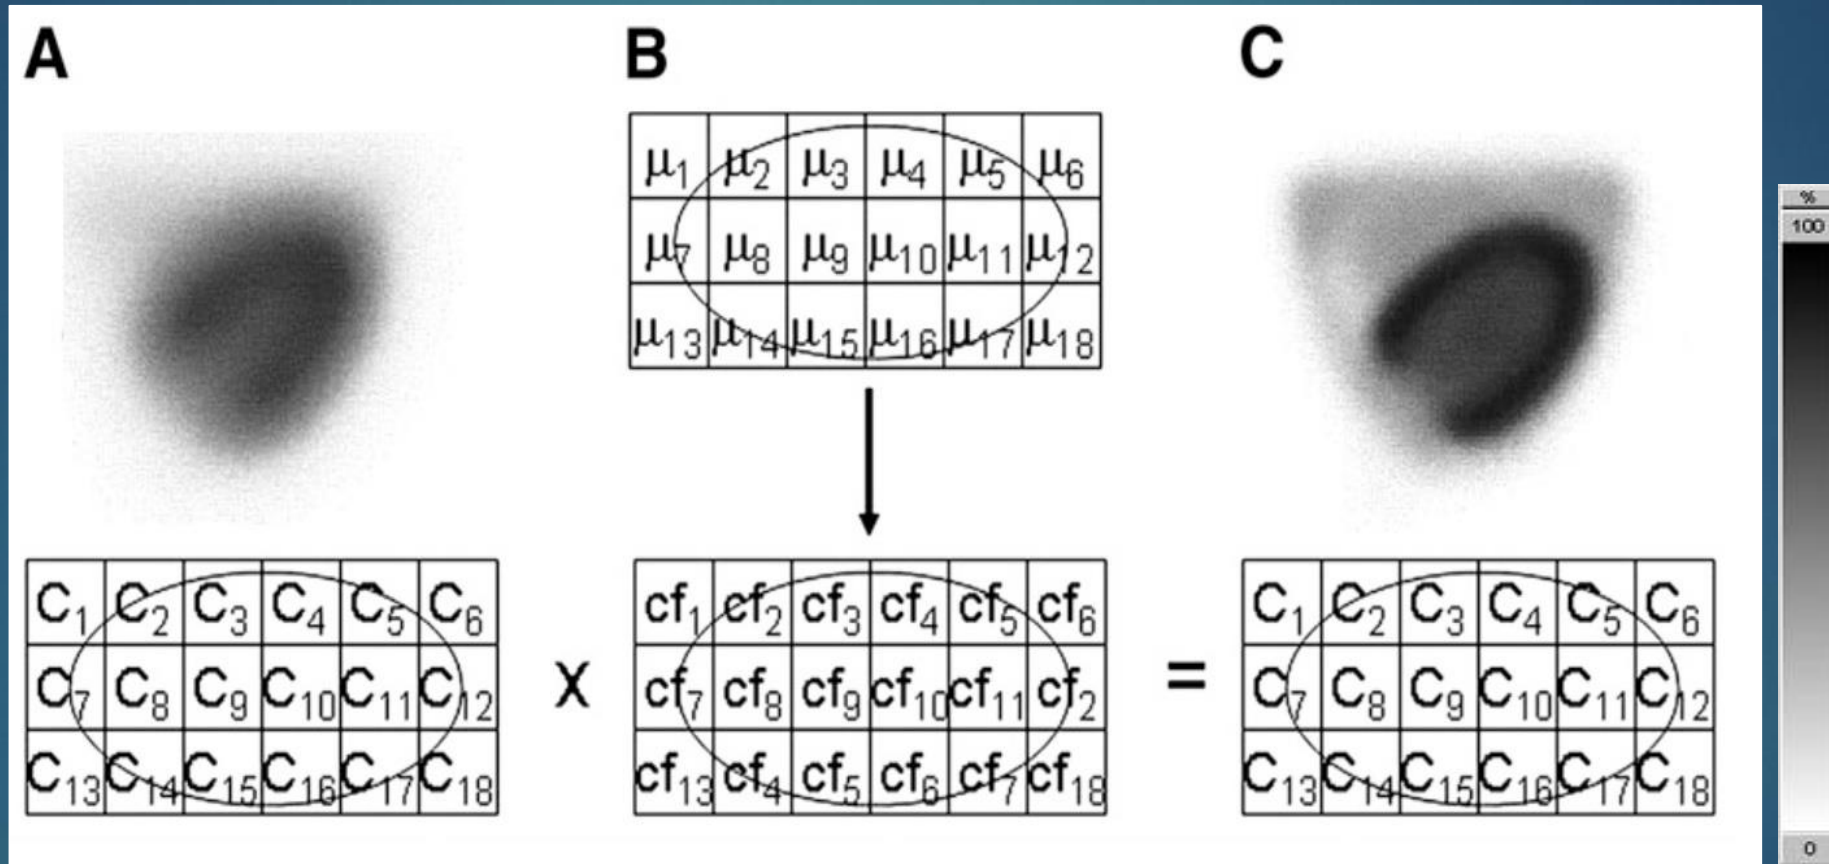 A B C
μ1 μ2 μ3 μ4 μ5 μ6
μ7 μ8 μ9 μ10 μ11 μ12
μ13 μ14 μ15 μ16 μ17 μ18
%
100
C1 C2 C3 C4 C5 C6
C7 C8 C9 C10 C11 C12
C13 C14 C15 C16 C17 C18
x
cf1 cf2 cf3 cf4 cf5 cf6
cf7 cf8 cf9 cf10 cf11 cf2
cf13 cf4 cf5 cf6 cf7 cf18
=
C1 C2 C3 C4 C5 C6
C7 C8 C9 C10 C11 C12
C13 C14 C15 C16 C17 C18
0